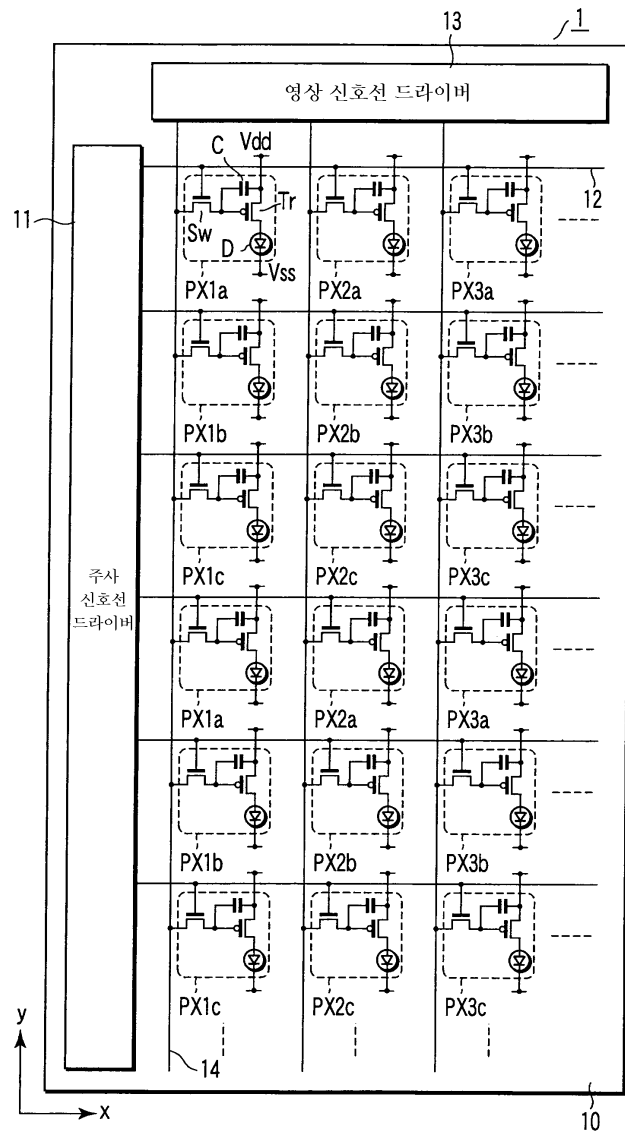 1
13
영상 신호선 드라이버
C
Vdd
12
11
Sw
Tr
D
Vss
PX1a
PX2a
PX3a
PX1b
PX2b
PX3b
PX1c
PX2c
PX3c
주사
신호선
드라이버
PX1a
PX2a
PX3a
PX1b
PX2b
PX3b
PX1c
PX2c
PX3c
y
x
14
10